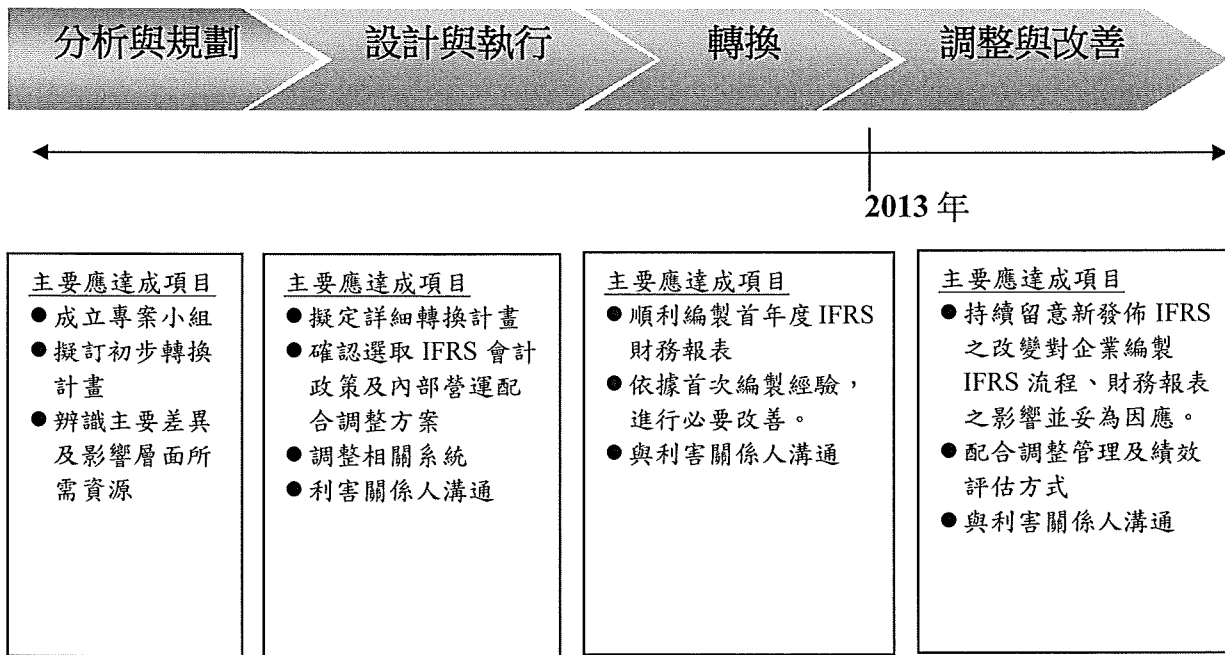 分析與規劃
設計與執行
轉換
調整與改善
2013 年
主要應達成項目
●成立專案小組
●擬訂初步轉換
計畫
●辨識主要差異
及影響層面所
需資源
主要應達成項目
●擬定詳細轉換計畫
●確認選取 IFRS 會計
政策及內部營運配
合調整方案
●調整相關系統
●利害關係人溝通
主要應達成項目
●順利編製首年度 IFRS
財務報表
●依據首次編製經驗，
進行必要改善。
●與利害關係人溝通
主要應達成項目
●持續留意新發佈 IFRS
之改變對企業編製
IFRS 流程、財務報表
之影響並妥為因應。
●配合調整管理及績效
評估方式
●與利害關係人溝通